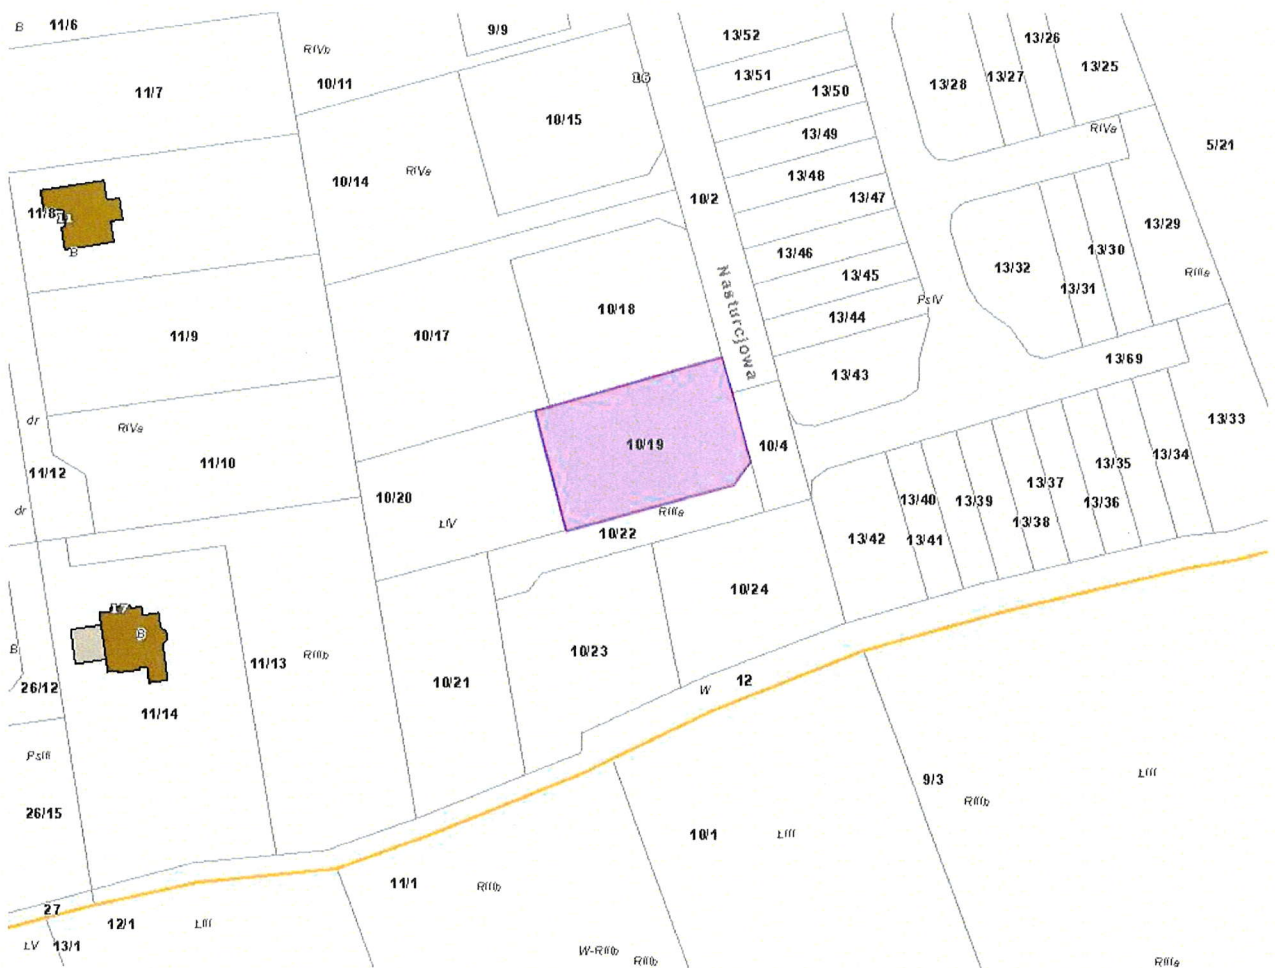 B
11/6
9/9
13/52
13/26
RIVb
10/11
16
13/51
13/28
13/27
13/25
11/7
13/50
10/15
13/49
RIVa
5/21
10/14
RIVa
13/48
13/47
10/2
11/8
11
B
13/46
13/29
13/45
13/32
13/31
13/30
RIIIa
10/18
10/17
Nasturcjowa
PsIV
13/44
11/9
13/69
13/43
dr
RIVa
13/33
10/19
10/4
11/12
11/10
10/20
13/35
13/34
13/37
13/40
13/39
13/36
dr
LIV
RIIIa
10/22
13/38
13/42
13/41
10/24
17
B
B
11/13
RIIIb
10/23
26/12
10/21
W
12
11/14
PsIII
9/3
LIII
RIIIb
26/15
10/1
LIII
11/1
RIIIb
27
12/1
LIII
LV
13/1
W-RIIIb
RIIIb
RIIIa